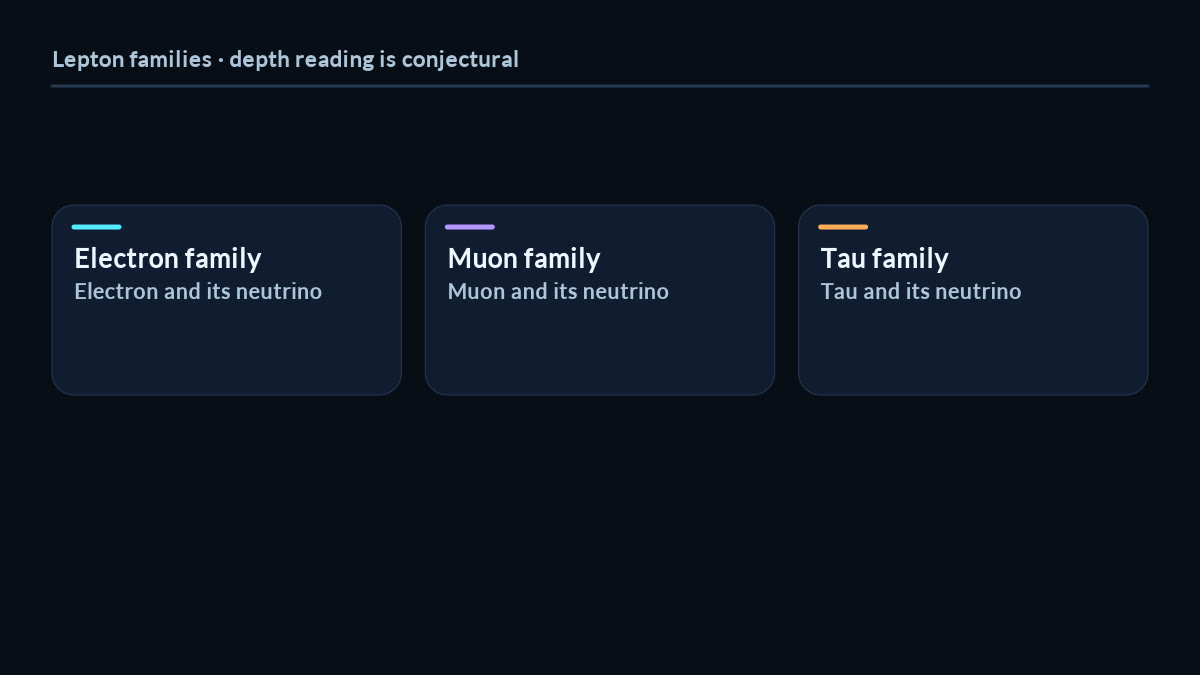 Lepton families · depth reading is conjectural
Electron family
Electron and its neutrino
Muon family
Muon and its neutrino
Tau family
Tau and its neutrino